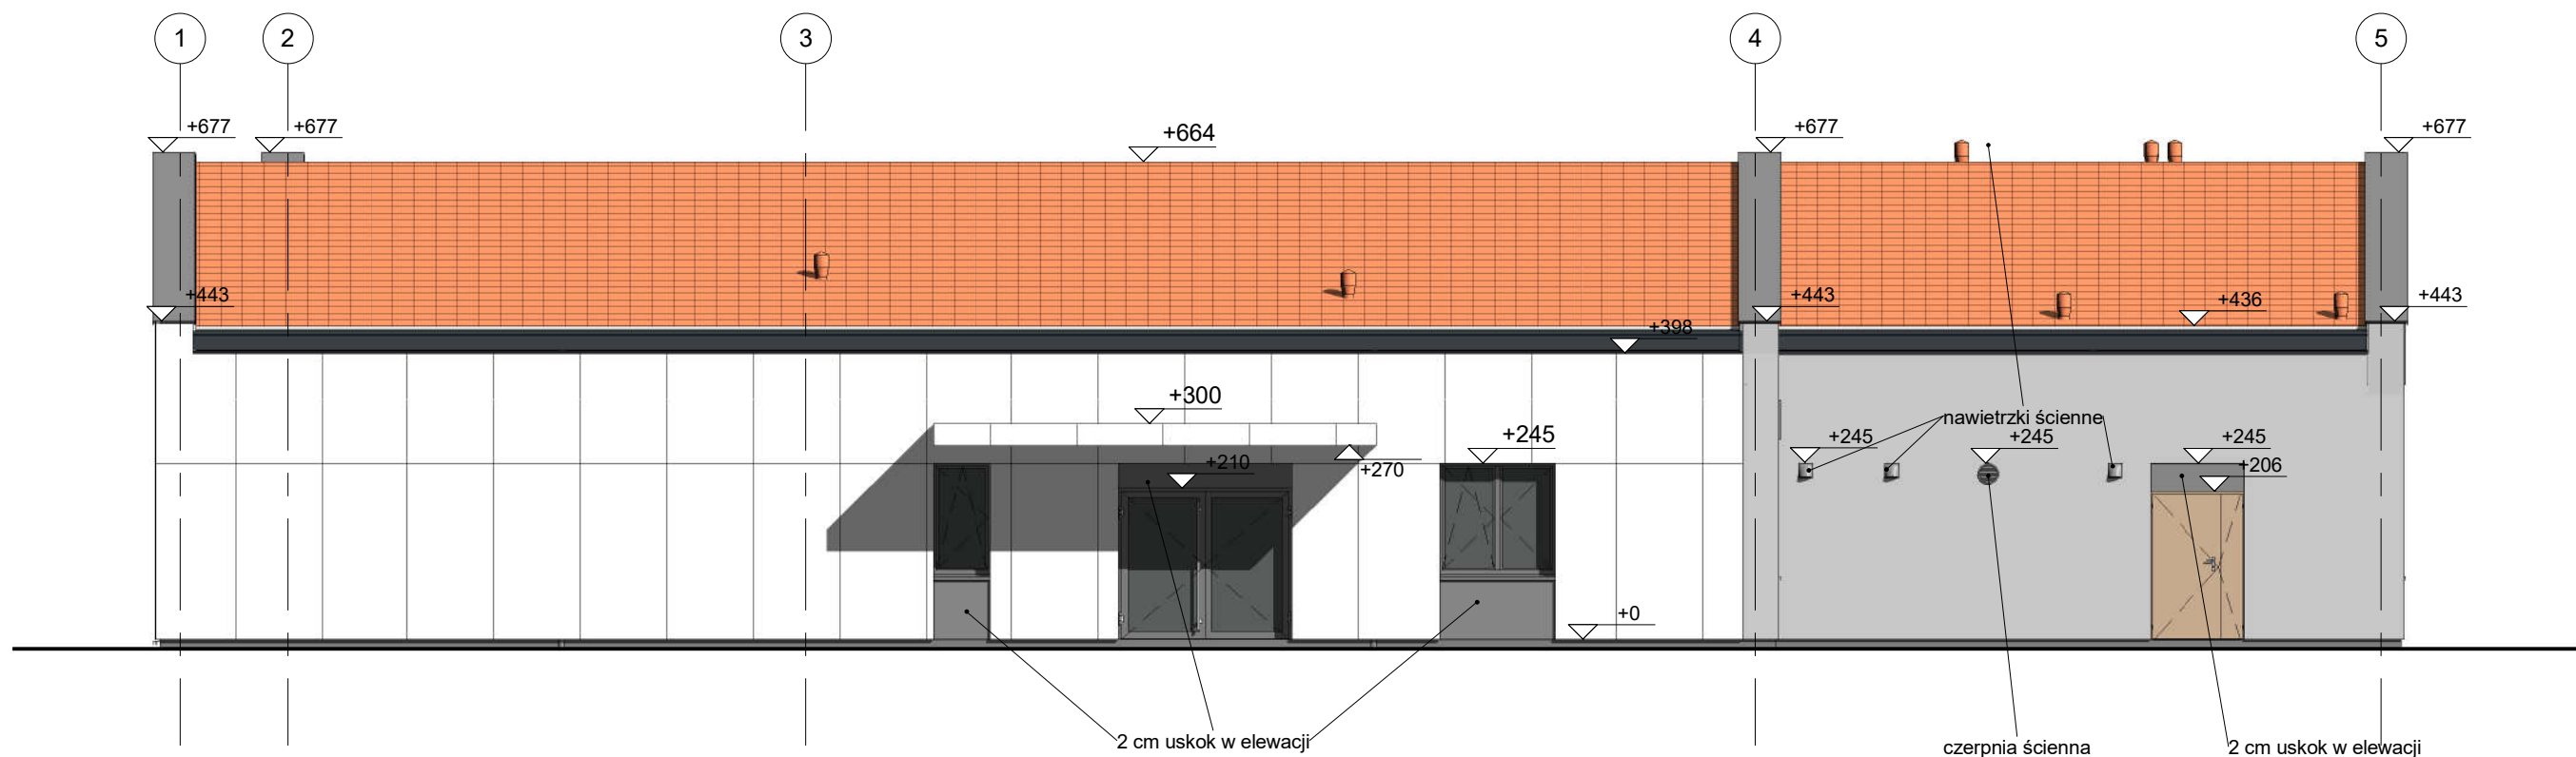 1 2 3 4 5
+677 +677 +664 +677 +677
+443 +443 +436 +443
+398
+300
+245 +245 +245 +245
nawietrzki ścienne
+210 +270 +206
+0
2 cm uskok w elewacji
czerpnia ścienna 2 cm uskok w elewacji